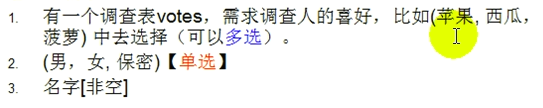 1. 有一个调查表votes，需求调查人的喜好，比如(苹果, 西瓜，
菠萝) 中去选择（可以多选）。
2. (男，女, 保密)【单选】
3. 名字[非空]